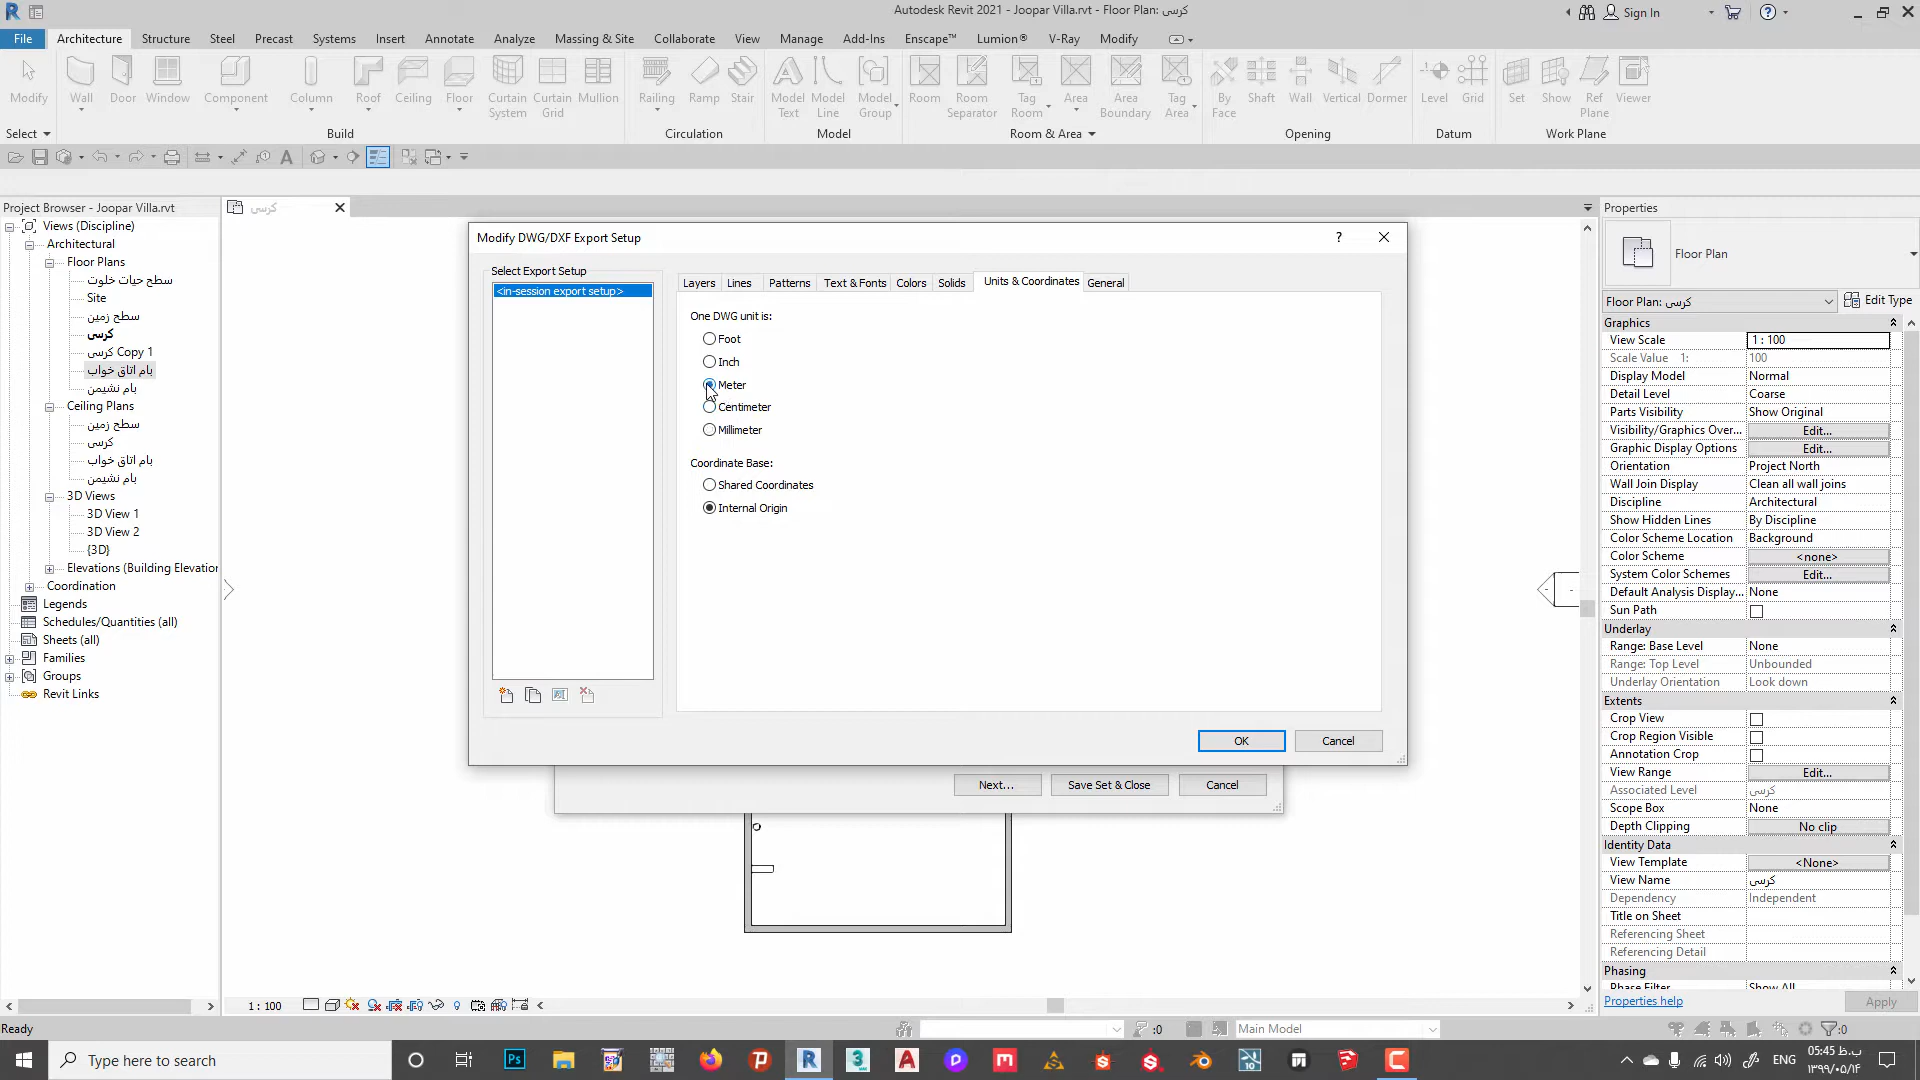 Autodesk Revit 2021 - Joopar Villa.rvt - Floor Plan: کرسی
Sign In
File Architecture Structure Steel Precast Systems Insert Annotate Analyze Massing & Site Collaborate View Manage Add-Ins Enscape™ Lumion® V-Ray Modify
Modify
Wall
Door
Window
Component
Column
Roof
Ceiling
Floor
Curtain System
Curtain Grid
Mullion
Railing
Ramp
Stair
Model Text
Model Line
Model Group
Room
Room Separator
Tag Room
Area
Area Boundary
Tag Area
By Face
Shaft
Wall
Vertical
Dormer
Level
Grid
Set
Show
Ref Plane
Viewer
Select
Build
Circulation
Model
Room & Area
Opening
Datum
Work Plane
Project Browser - Joopar Villa.rvt
Views (Discipline)
Architectural
Floor Plans
سطح حیات خلوت
Site
سطح زمین
کرسی
کرسی Copy 1
بام اتاق خواب
بام نشیمن
Ceiling Plans
سطح زمین
کرسی
بام اتاق خواب
بام نشیمن
3D Views
3D View 1
3D View 2
{3D}
Elevations (Building Elevation
Coordination
Legends
Schedules/Quantities (all)
Sheets (all)
Families
Groups
Revit Links
کرسی
Modify DWG/DXF Export Setup
?
Select Export Setup
<in-session export setup>
Layers Lines Patterns Text & Fonts Colors Solids Units & Coordinates General
One DWG unit is:
Foot
Inch
Meter
Centimeter
Millimeter
Coordinate Base:
Shared Coordinates
Internal Origin
OK Cancel
Next... Save Set & Close Cancel
Properties
Floor Plan
Floor Plan: کرسی
Edit Type
Graphics
View Scale 1 : 100
Scale Value 1: 100
Display Model Normal
Detail Level Coarse
Parts Visibility Show Original
Visibility/Graphics Over... Edit...
Graphic Display Options Edit...
Orientation Project North
Wall Join Display Clean all wall joins
Discipline Architectural
Show Hidden Lines By Discipline
Color Scheme Location Background
Color Scheme <none>
System Color Schemes Edit...
Default Analysis Display... None
Sun Path
Underlay
Range: Base Level None
Range: Top Level Unbounded
Underlay Orientation Look down
Extents
Crop View
Crop Region Visible
Annotation Crop
View Range Edit...
Associated Level کرسی
Scope Box None
Depth Clipping No clip
Identity Data
View Template <None>
View Name کرسی
Dependency Independent
Title on Sheet
Referencing Sheet
Referencing Detail
Phasing
Phase Filter Show All
Properties help Apply
1 : 100
Ready
:0
Main Model
:0
Type here to search
ENG
05:45 ب.ظ
۱۳۹۹/۰۵/۱۴